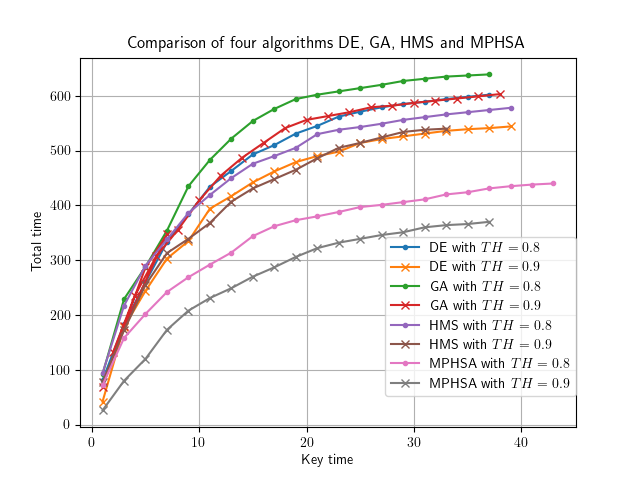 Comparison of four algorithms DE, GA, HMS and MPHSA
Total time
600
500
400
300
200
100
0
0 10 20 30 40
Key time
DE with TH = 0.8
DE with TH = 0.9
GA with TH = 0.8
GA with TH = 0.9
HMS with TH = 0.8
HMS with TH = 0.9
MPHSA with TH = 0.8
MPHSA with TH = 0.9